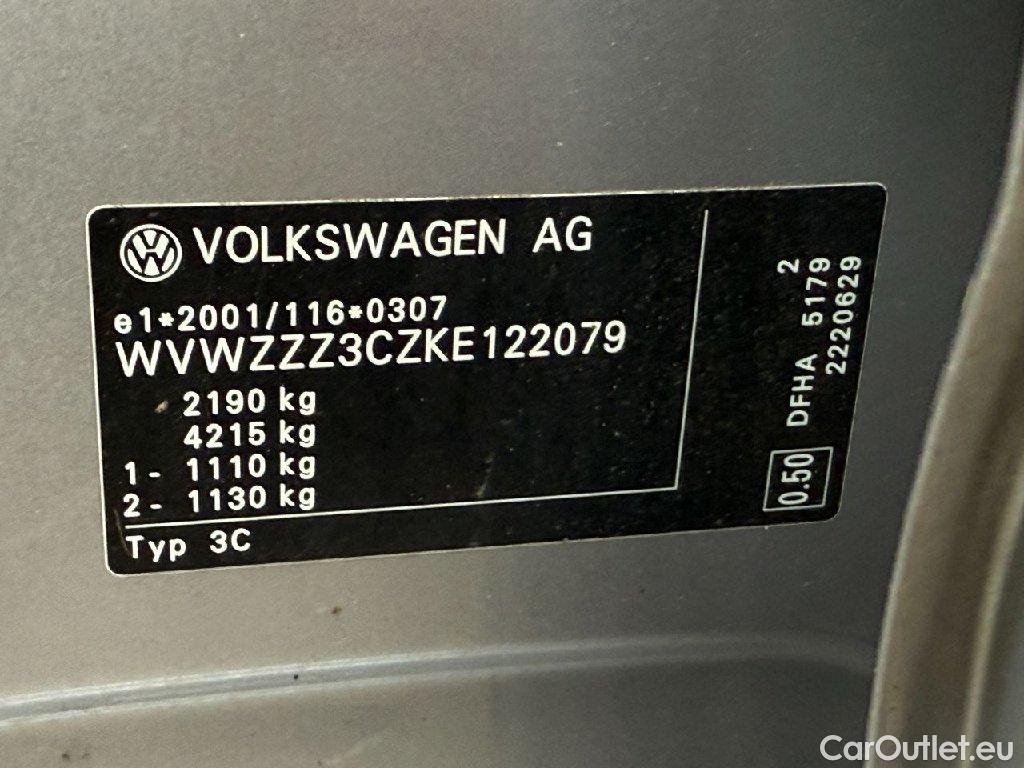 VOLKSWAGEN AG
e1*2001/116*0307
WVWZZZ3CZKE122079
2190 kg
4215 kg
1- 1110 kg
2- 1130 kg
Typ 3C
0.50 DFHA 5179 2
2220629
CarOutlet.eu